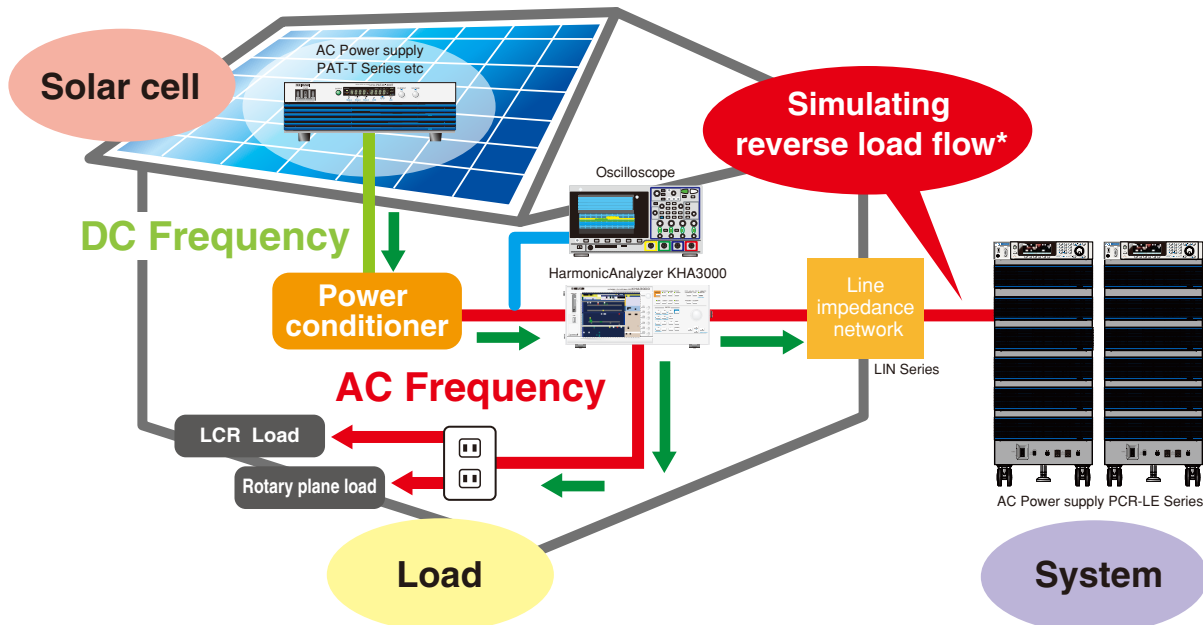 AC Power supply
PAT-T Series etc
Solar cell
Simulating
reverse load flow*
Oscilloscope
DC Frequency
HarmonicAnalyzer KHA3000
Power
conditioner
Line
impedance
network
LIN Series
AC Frequency
LCR Load
Rotary plane load
AC Power supply PCR-LE Series
Load
System